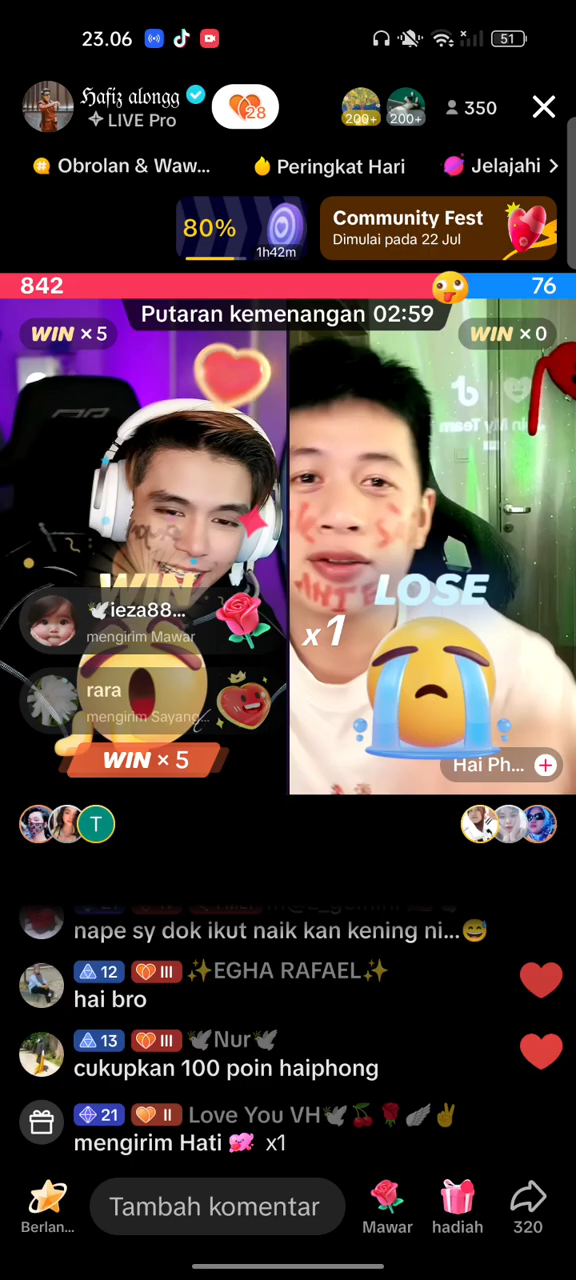 23.06
51
Hafiz alongg
LIVE Pro
28
200+
200+
350
Obrolan & Waw...
Peringkat Hari
Jelajahi
80%
1h42m
Community Fest
Dimulai pada 22 Jul
842
76
Putaran kemenangan 02:59
WIN × 5
WIN × 0
WIN
LOSE
x1
🕊️ieza88...
mengirim Mawar
rara
mengirim Sayang...
WIN × 5
Hai Ph...
T
nape sy dok ikut naik kan kening ni...😅
12 III ✨EGHA RAFAEL✨
hai bro
13 III 🕊️Nur🕊️
cukupkan 100 poin haiphong
21 II Love You VH🕊️🍒🌹🪽✌️
mengirim Hati x1
Berlan...
Tambah komentar
Mawar
hadiah
320